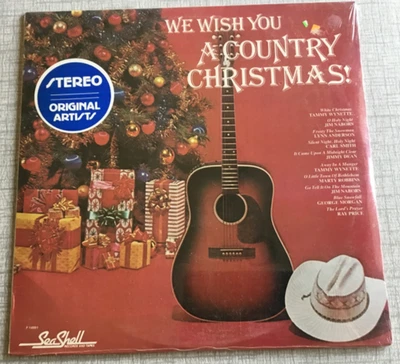 WE WISH YOU
A COUNTRY
CHRISTMAS!
STEREO
ORIGINAL
ARTISTS
White Christmas
TAMMY WYNETTE
O Holy Night
JIM NABORS
Frosty The Snowman
LYNN ANDERSON
Silent Night, Holy Night
CARL SMITH
It Came Upon A Midnight Clear
JIMMY DEAN
Away In A Manger
TAMMY WYNETTE
O Little Town Of Bethlehem
MARTY ROBBINS
Go Tell It On The Mountain
JIM NABORS
Blue Snowfall
GEORGE MORGAN
The Lord's Prayer
RAY PRICE
SeaShell